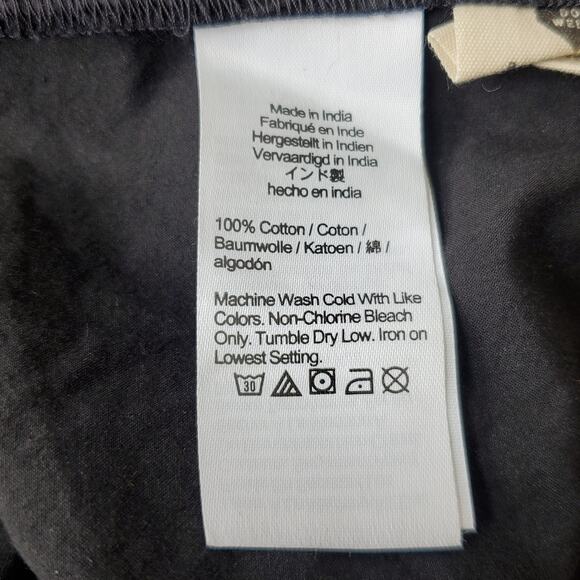 Made in India
Fabriqué en Inde
Hergestellt in Indien
Vervaardigd in India
インド製
hecho en india
100% Cotton / Coton /
Baumwolle / Katoen / 綿 /
algodón
Machine Wash Cold With Like
Colors. Non-Chlorine Bleach
Only. Tumble Dry Low. Iron on
Lowest Setting.
30